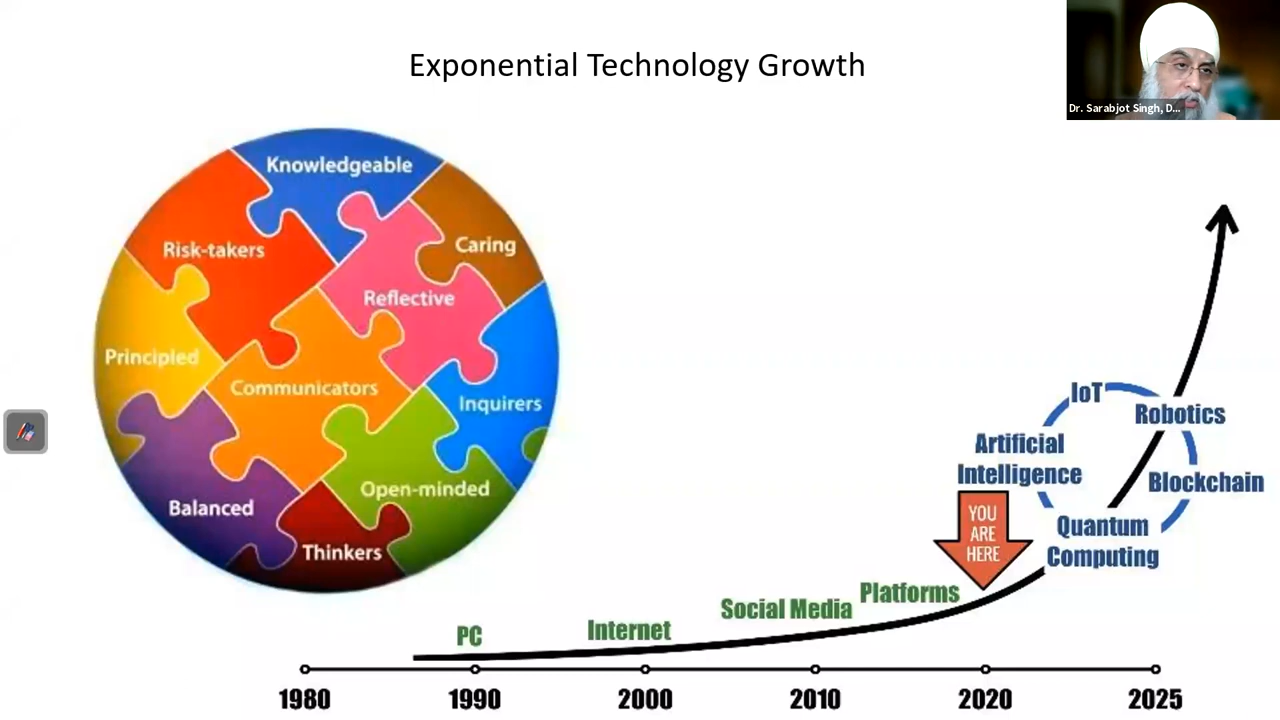 Exponential Technology Growth
Dr. Sarabjot Singh, D...
Knowledgeable
Risk-takers
Caring
Reflective
Principled
Communicators
Inquirers
Open-minded
Balanced
Thinkers
IoT
Robotics
Artificial
Intelligence
Blockchain
Quantum
Computing
YOU
ARE
HERE
Platforms
Social Media
Internet
PC
1980
1990
2000
2010
2020
2025